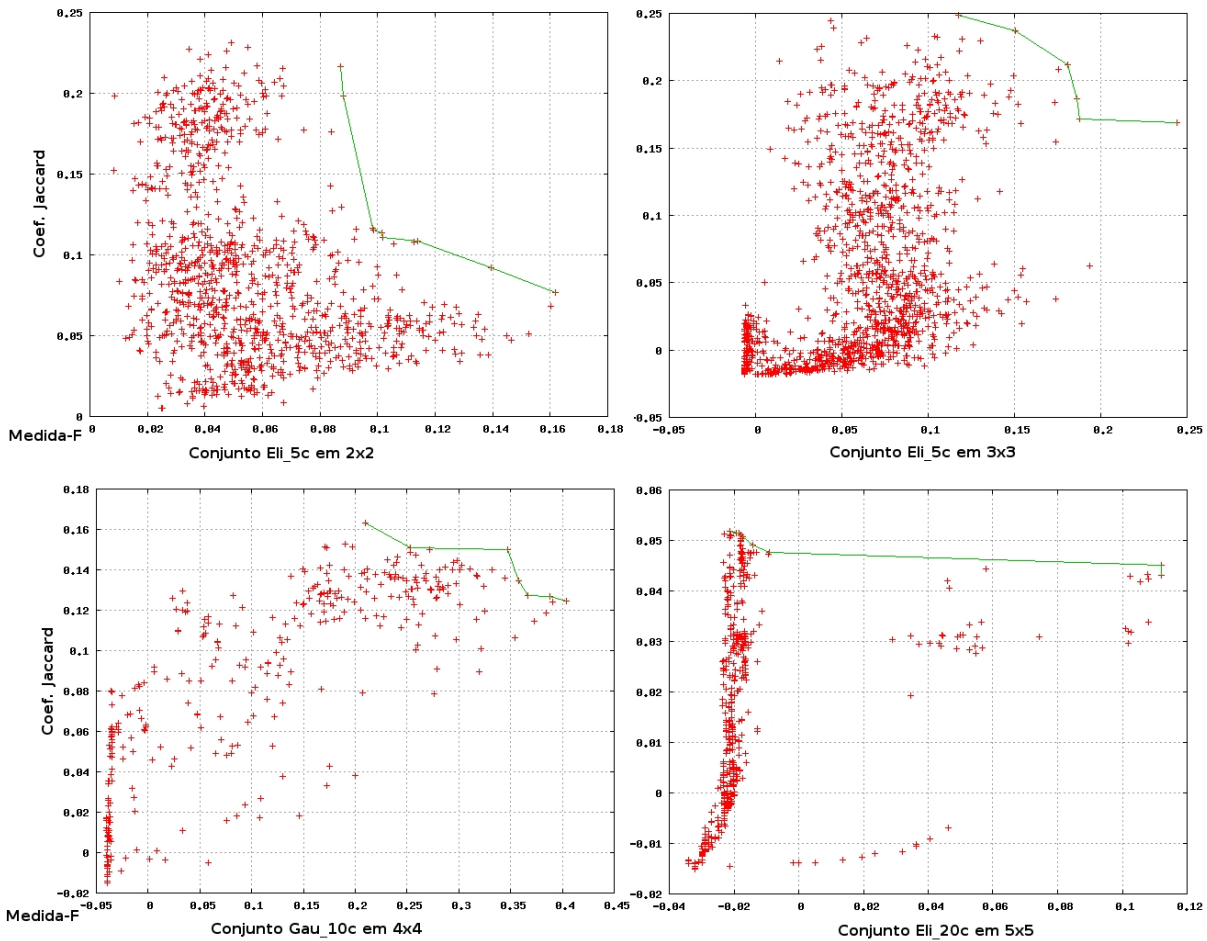 0.25
0.2
0.15
0.1
0.05
0
Coef. Jaccard
Medida-F
0 0.02 0.04 0.06 0.08 0.1 0.12 0.14 0.16 0.18
Conjunto Eli_5c em 2x2
0.25
0.2
0.15
0.1
0.05
0
-0.05
-0.05 0 0.05 0.1 0.15 0.2 0.25
Conjunto Eli_5c em 3x3
0.18
0.16
0.14
0.12
0.1
0.08
0.06
0.04
0.02
0
-0.02
Coef. Jaccard
Medida-F
-0.05 0 0.05 0.1 0.15 0.2 0.25 0.3 0.35 0.4 0.45
Conjunto Gau_10c em 4x4
0.06
0.05
0.04
0.03
0.02
0.01
0
-0.01
-0.02
-0.04 -0.02 0 0.02 0.04 0.06 0.08 0.1 0.12
Conjunto Eli_20c em 5x5